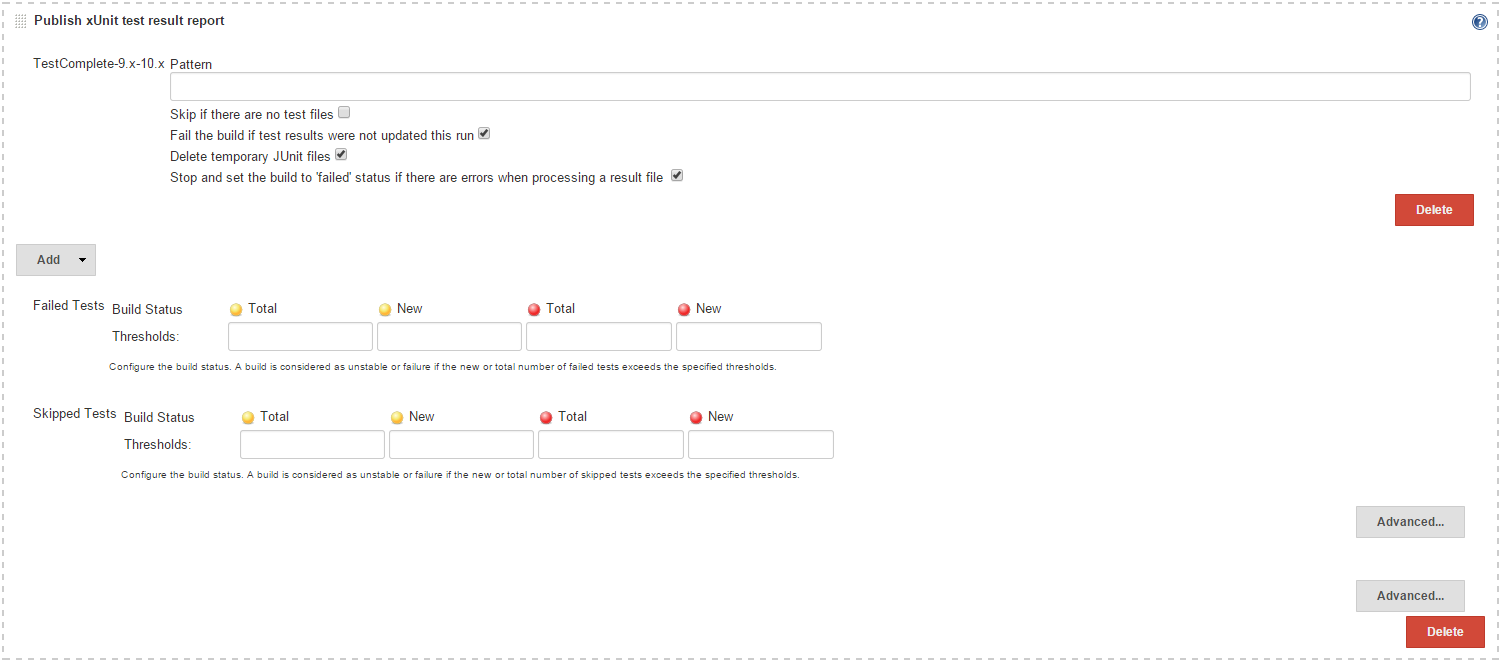 Publish xUnit test result report
?
TestComplete-9.x-10.x Pattern
Skip if there are no test files
Fail the build if test results were not updated this run
Delete temporary JUnit files
Stop and set the build to 'failed' status if there are errors when processing a result file
Delete
Add
Failed Tests Build Status Total New Total New
Thresholds:
Configure the build status. A build is considered as unstable or failure if the new or total number of failed tests exceeds the specified thresholds.
Skipped Tests Build Status Total New Total New
Thresholds:
Configure the build status. A build is considered as unstable or failure if the new or total number of skipped tests exceeds the specified thresholds.
Advanced...
Advanced...
Delete